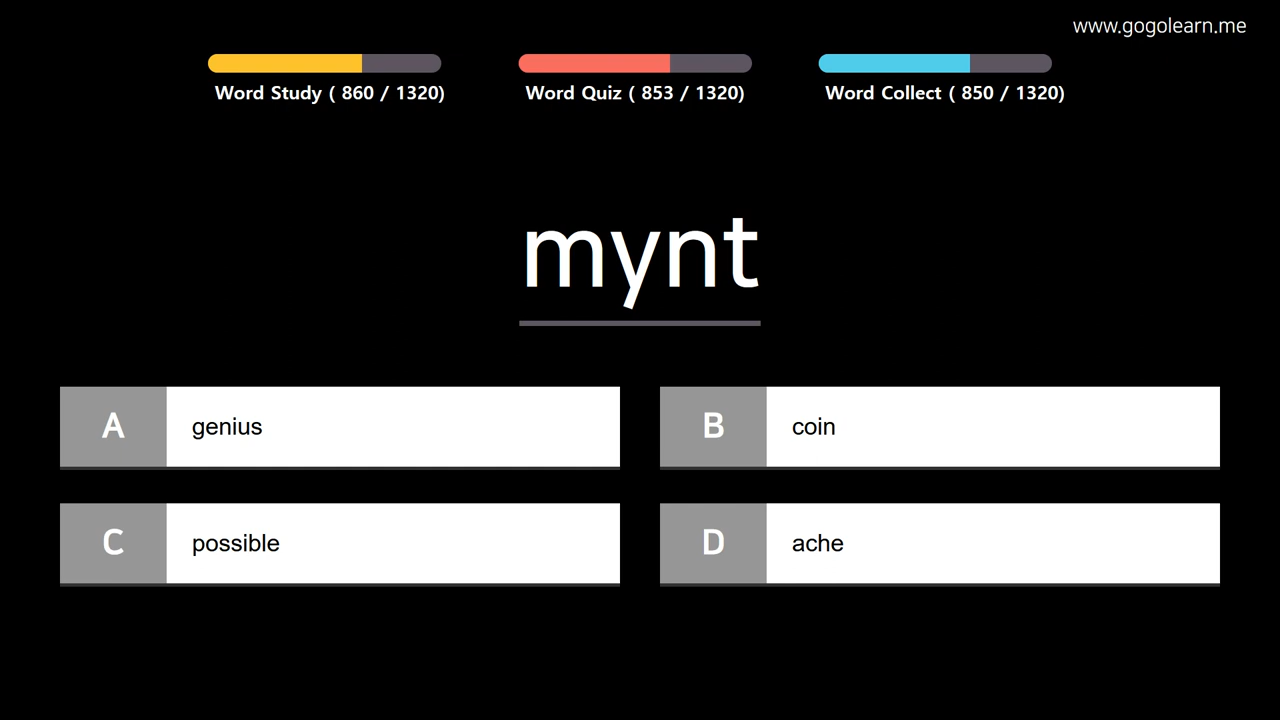 www.gogolearn.me
Word Study ( 860 / 1320)
Word Quiz ( 853 / 1320)
Word Collect ( 850 / 1320)
mynt
A genius
B coin
C possible
D ache